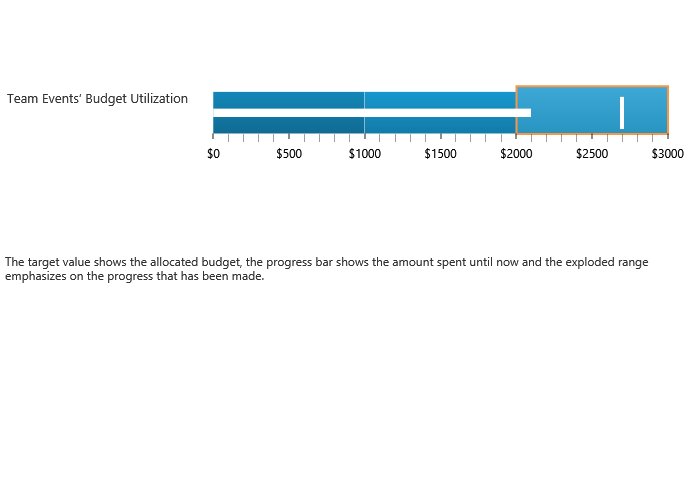 Team Events’ Budget Utilization
$0 $500 $1000 $1500 $2000 $2500 $3000
The target value shows the allocated budget, the progress bar shows the amount spent until now and the exploded range
emphasizes on the progress that has been made.